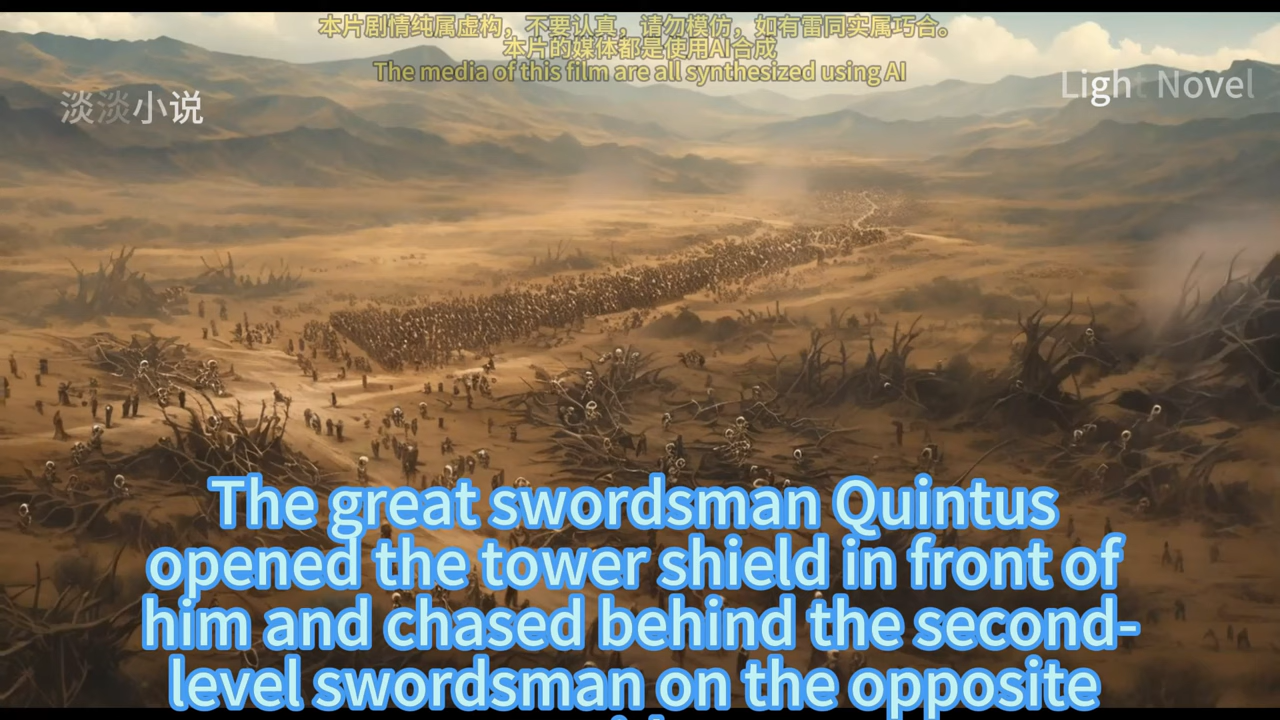 本片剧情纯属虚构，不要认真，请勿模仿，如有雷同实属巧合。
本片的媒体都是使用AI合成
The media of this film are all synthesized using AI
淡淡小说
Light Novel
The great swordsman Quintus
opened the tower shield in front of
him and chased behind the second-
level swordsman on the opposite